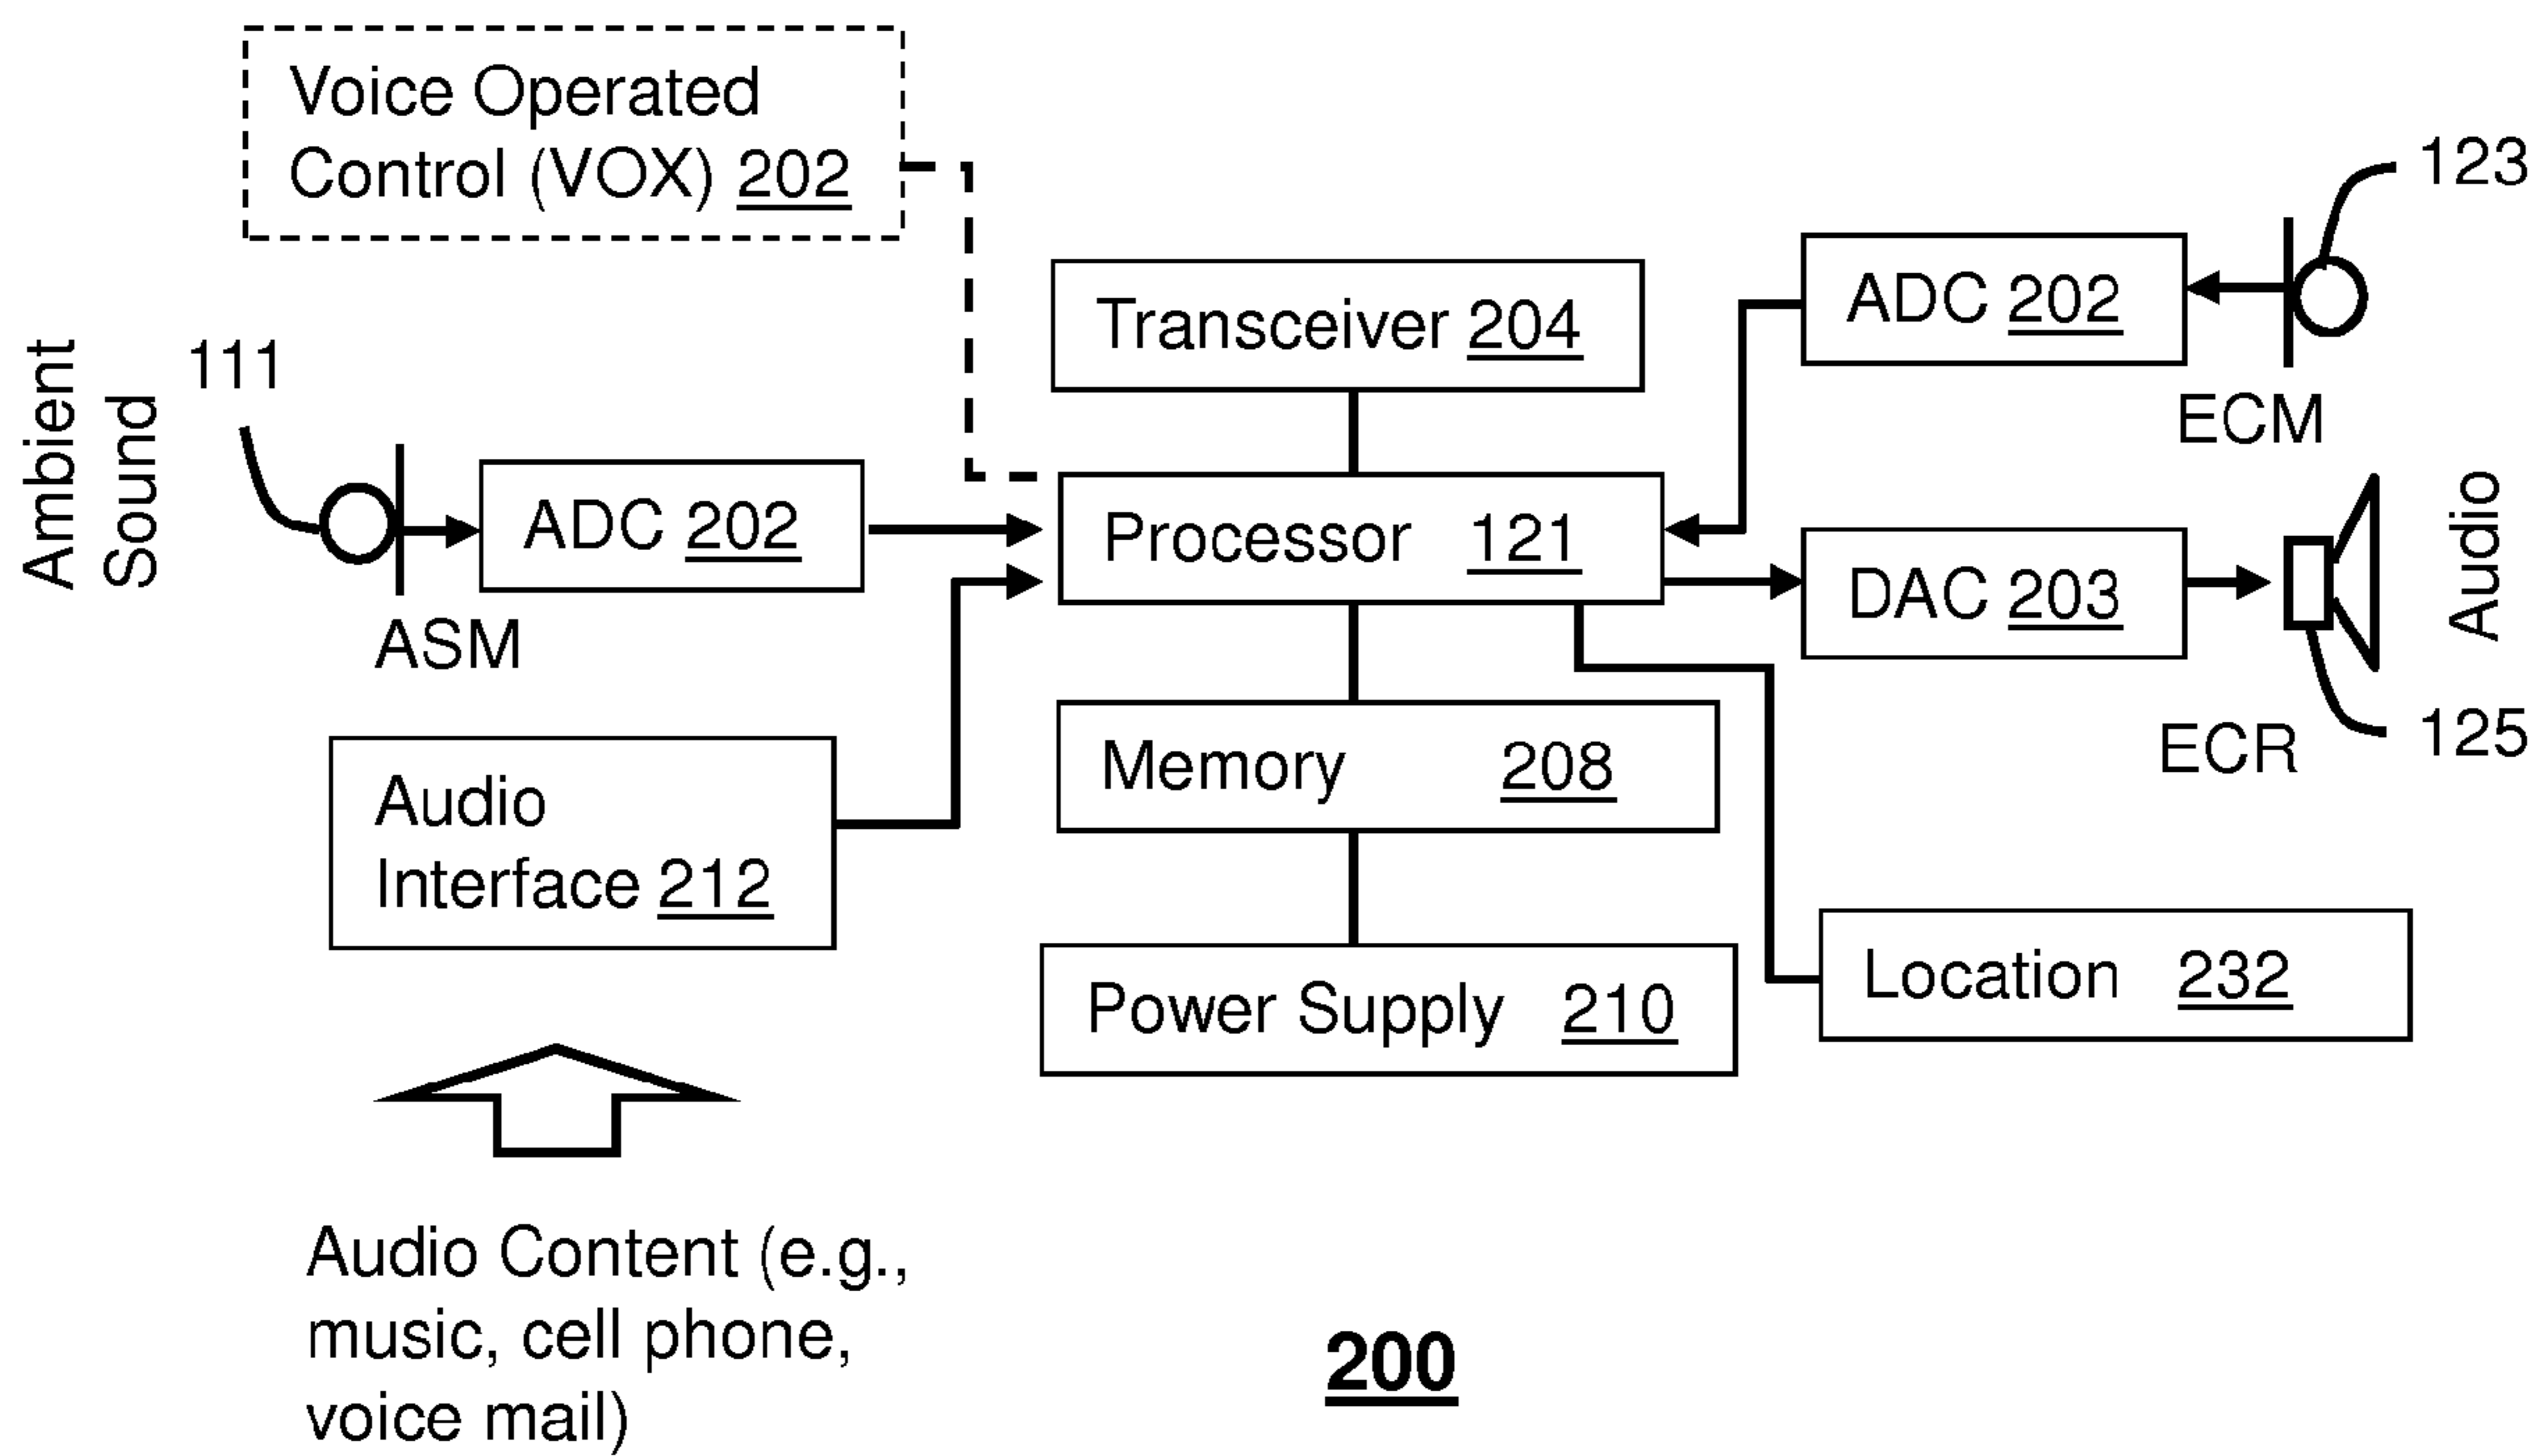 Voice Operated
Control (VOX) 202
123
Transceiver 204
ADC 202
ECM
Ambient
Sound
111
ADC 202
ASM
Processor 121
DAC 203
Audio
ECR
125
Audio
Interface 212
Memory 208
Location 232
Power Supply 210
Audio Content (e.g.,
music, cell phone,
voice mail)
200